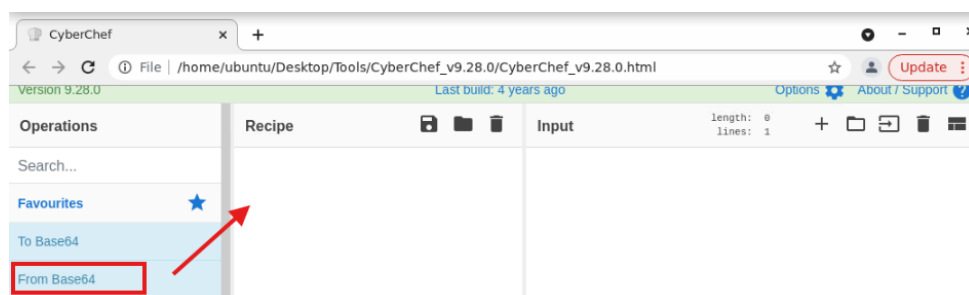 CyberChef
File /home/ubuntu/Desktop/Tools/CyberChef_v9.28.0/CyberChef_v9.28.0.html
Update
Version 9.28.0
Last build: 4 years ago
Options
About / Support
Operations
Recipe
Input
length: 0
lines: 1
Search...
Favourites
To Base64
From Base64